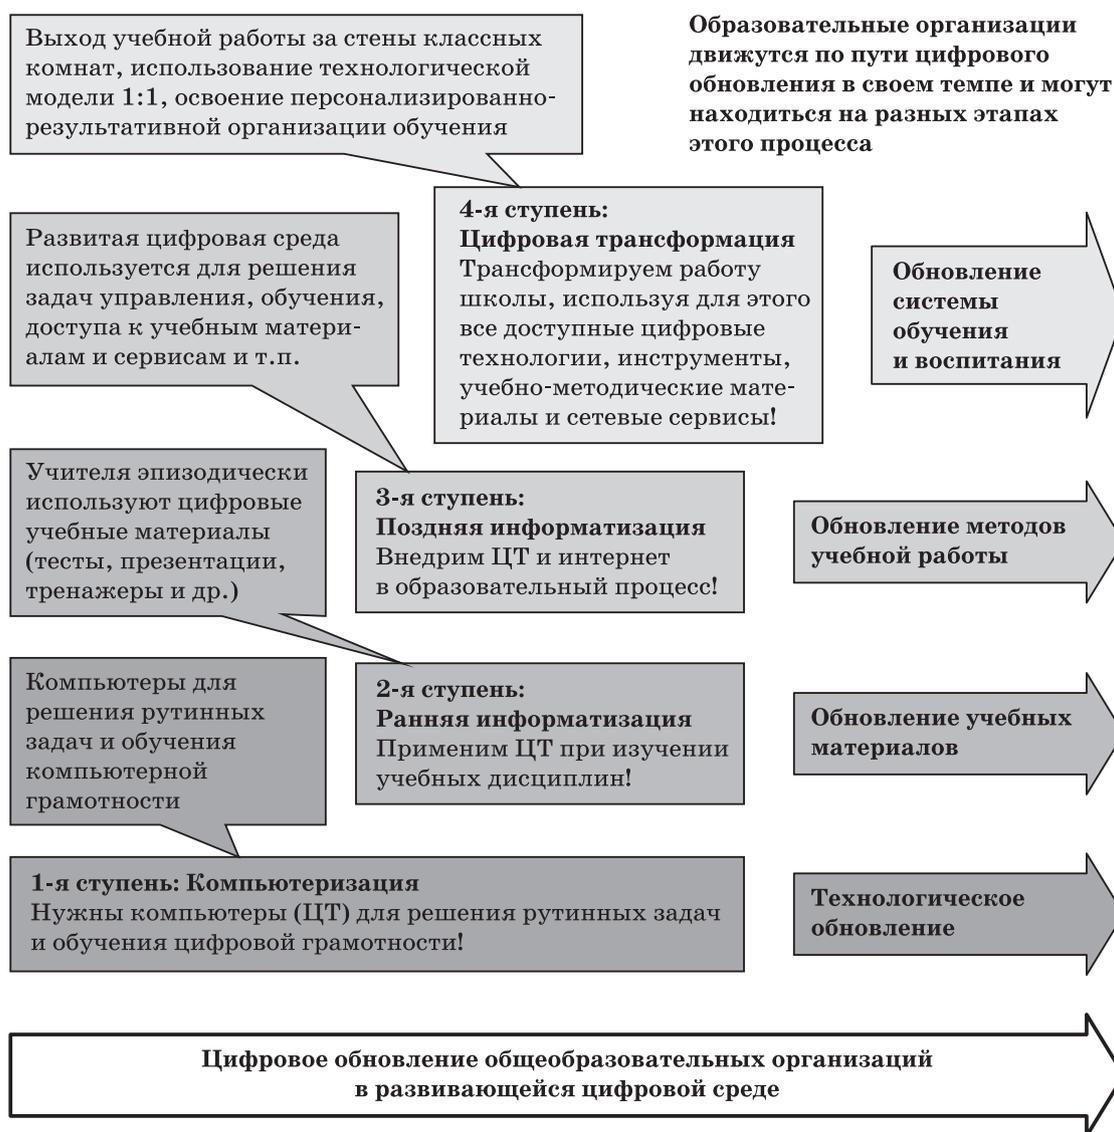 Выход учебной работы за стены классных
комнат, использование технологической
модели 1:1, освоение персонализированно-
результативной организации обучения
Образовательные организации
движутся по пути цифрового
обновления в своем темпе и могут
находиться на разных этапах
этого процесса
4-я ступень:
Цифровая трансформация
Трансформируем работу
школы, используя для этого
все доступные цифровые
технологии, инструменты,
учебно-методические мате-
риалы и сетевые сервисы!
Обновление
системы
обучения
и воспитания
Развитая цифровая среда
используется для решения
задач управления, обучения,
доступа к учебным матери-
алам и сервисам и т.п.
3-я ступень:
Поздняя информатизация
Внедрим ЦТ и интернет
в образовательный процесс!
Обновление методов
учебной работы
Учителя эпизодически
используют цифровые
учебные материалы
(тесты, презентации,
тренажеры и др.)
2-я ступень:
Ранняя информатизация
Применим ЦТ при изучении
учебных дисциплин!
Обновление учебных
материалов
Компьютеры для
решения рутинных
задач и обучения
компьютерной
грамотности
1-я ступень: Компьютеризация
Нужны компьютеры (ЦТ) для решения рутинных задач
и обучения цифровой грамотности!
Технологическое
обновление
Цифровое обновление общеобразовательных организаций
в развивающейся цифровой среде